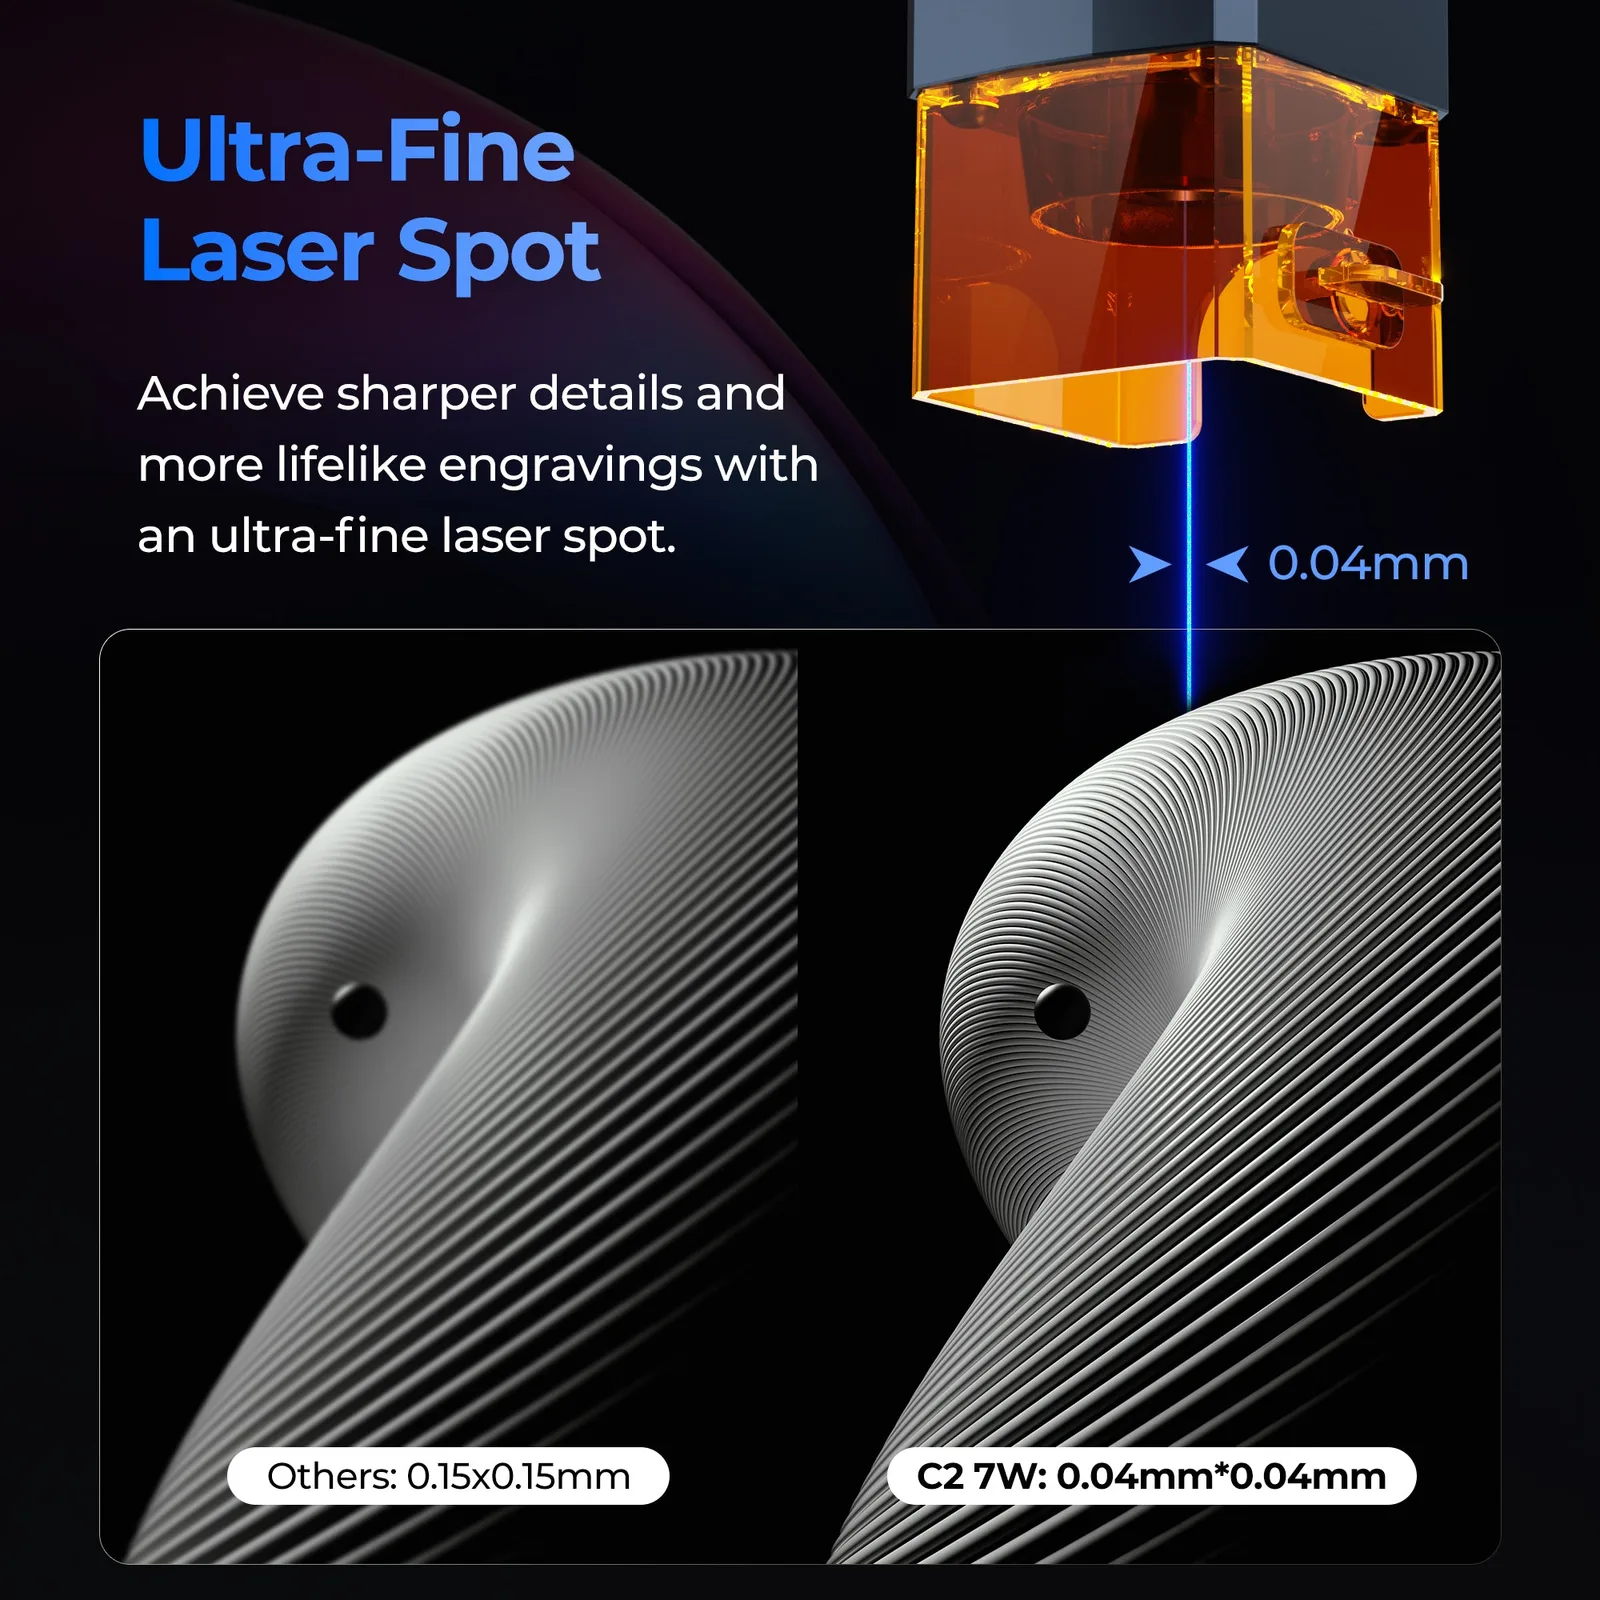 Ultra-Fine
Laser Spot
Achieve sharper details and
more lifelike engravings with
an ultra-fine laser spot.
0.04mm
Others: 0.15x0.15mm
C2 7W: 0.04mm*0.04mm